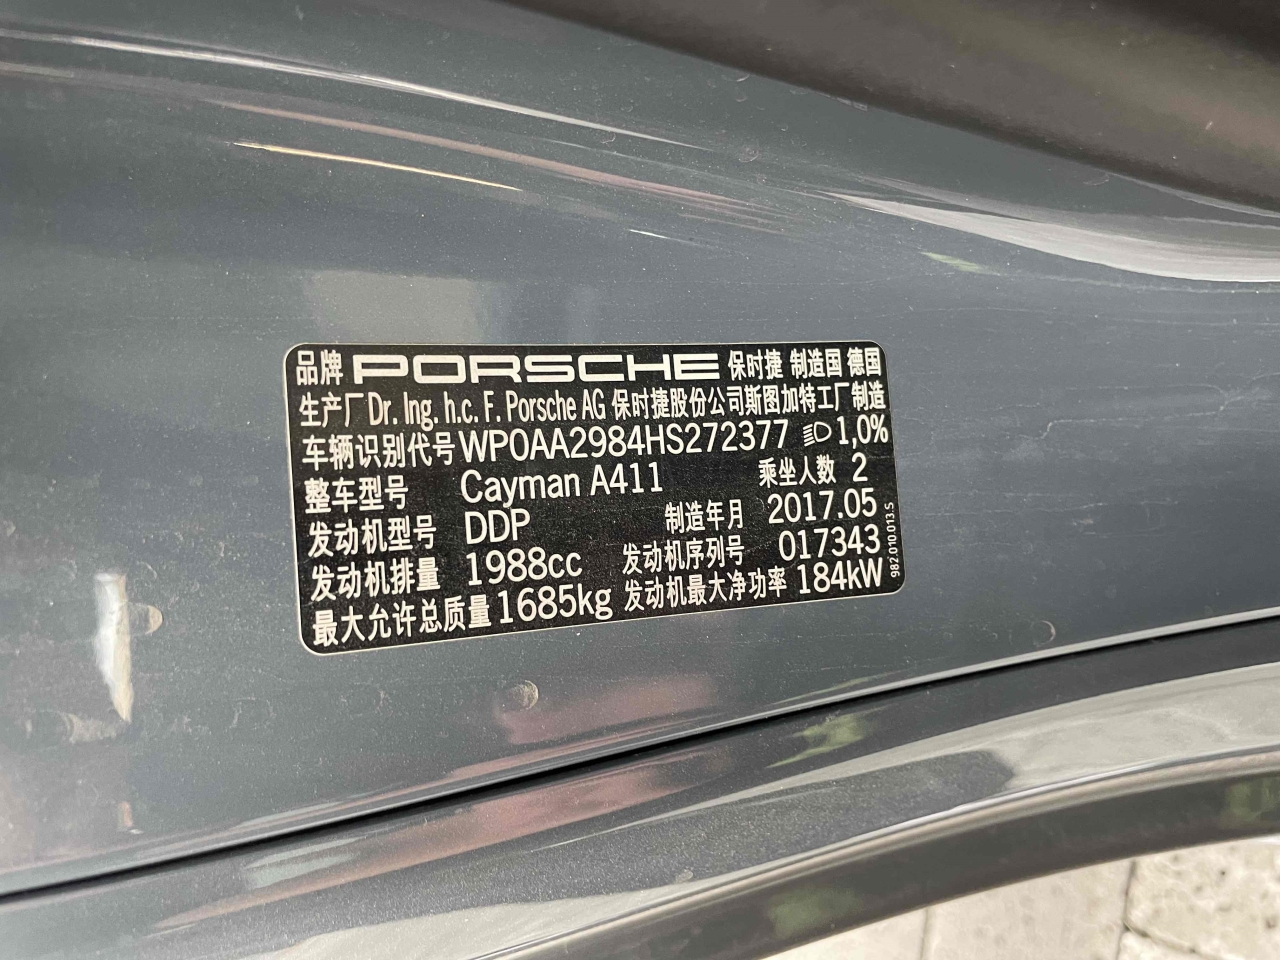 品牌 PORSCHE 保时捷 制造国 德国
生产厂 Dr. Ing. h.c. F. Porsche AG 保时捷股份公司斯图加特工厂制造
车辆识别代号 WP0AA2984HS272377 1,0%
整车型号 Cayman A411 乘坐人数 2
发动机型号 DDP 制造年月 2017.05
发动机排量 1988cc 发动机序列号 017343
最大允许总质量 1685kg 发动机最大净功率 184kW
982.010.013.S